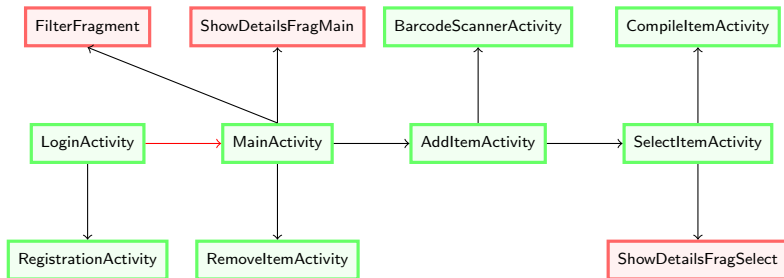 FilterFragment
ShowDetailsFragMain
BarcodeScannerActivity
CompileItemActivity
LoginActivity
MainActivity
AddItemActivity
SelectItemActivity
RegistrationActivity
RemoveItemActivity
ShowDetailsFragSelect